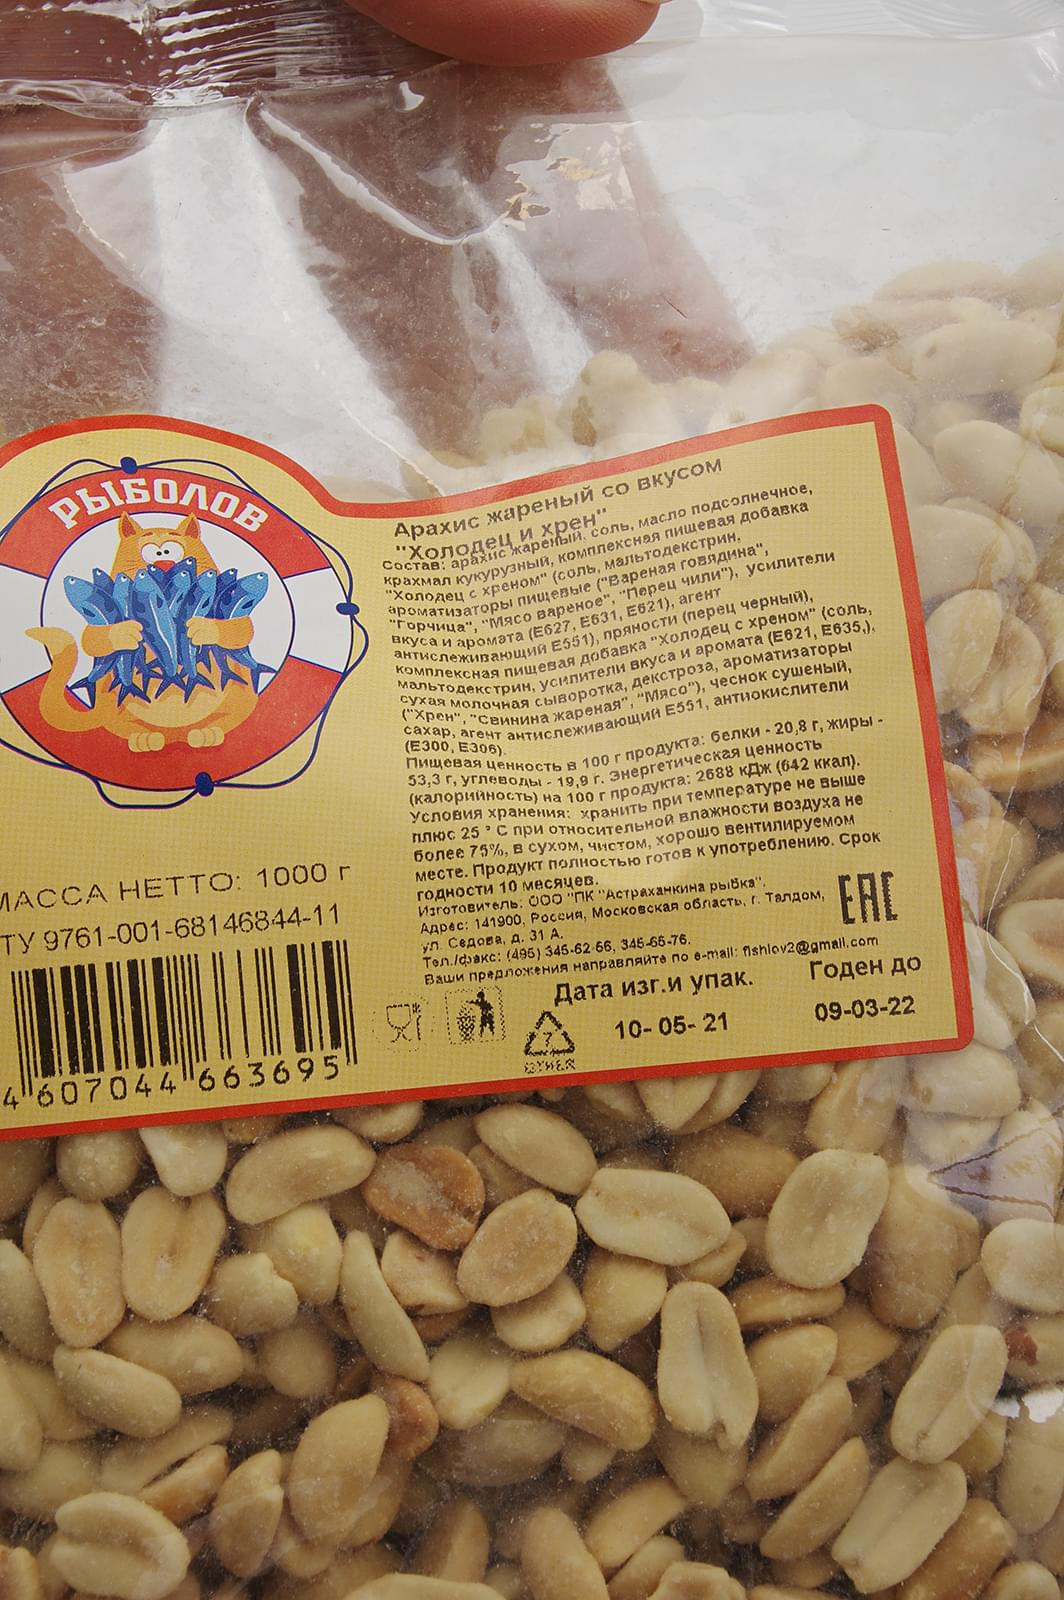 РЫБОЛОВ
Арахис жареный со вкусом
"Холодец и хрен"
Состав: арахис жареный, соль, масло подсолнечное,
крахмал кукурузный, комплексная пищевая добавка
"Холодец с хреном" (соль, мальтодекстрин,
ароматизаторы пищевые ("Вареная говядина",
"Горчица", "Мясо вареное", "Перец чили"), усилители
вкуса и аромата (Е627, Е631, Е621), агент
антислеживающий Е551), пряности (перец черный),
комплексная пищевая добавка "Холодец с хреном" (соль,
мальтодекстрин, усилители вкуса и аромата (Е621, Е635,),
сухая молочная сыворотка, декстроза, ароматизаторы
("Хрен", "Свинина жареная", "Мясо"), чеснок сушеный,
сахар, агент антислеживающий Е551, антиокислители
(Е300, Е306).
Пищевая ценность в 100 г продукта: белки - 20,8 г, жиры -
53,3 г, углеводы - 19,9 г. Энергетическая ценность
(калорийность) на 100 г продукта: 2688 кДж (642 ккал).
Условия хранения: хранить при температуре не выше
плюс 25 ° С при относительной влажности воздуха не
более 75%, в сухом, чистом, хорошо вентилируемом
месте. Продукт полностью готов к употреблению. Срок
годности 10 месяцев.
Изготовитель: ООО "ПК "Астраханкина рыбка".
Адрес: 141900, Россия, Московская область, г. Талдом,
ул. Седова, д. 31 А.
Тел./факс: (495) 345-62-56, 345-65-76.
Ваши предложения направляйте по e-mail: fishlov2@gmail.com
EAC
МАССА НЕТТО: 1000 г
ТУ 9761-001-68146844-11
4 607044 663695
7
OTHER
Дата изг.и упак.
10- 05- 21
Годен до
09-03-22